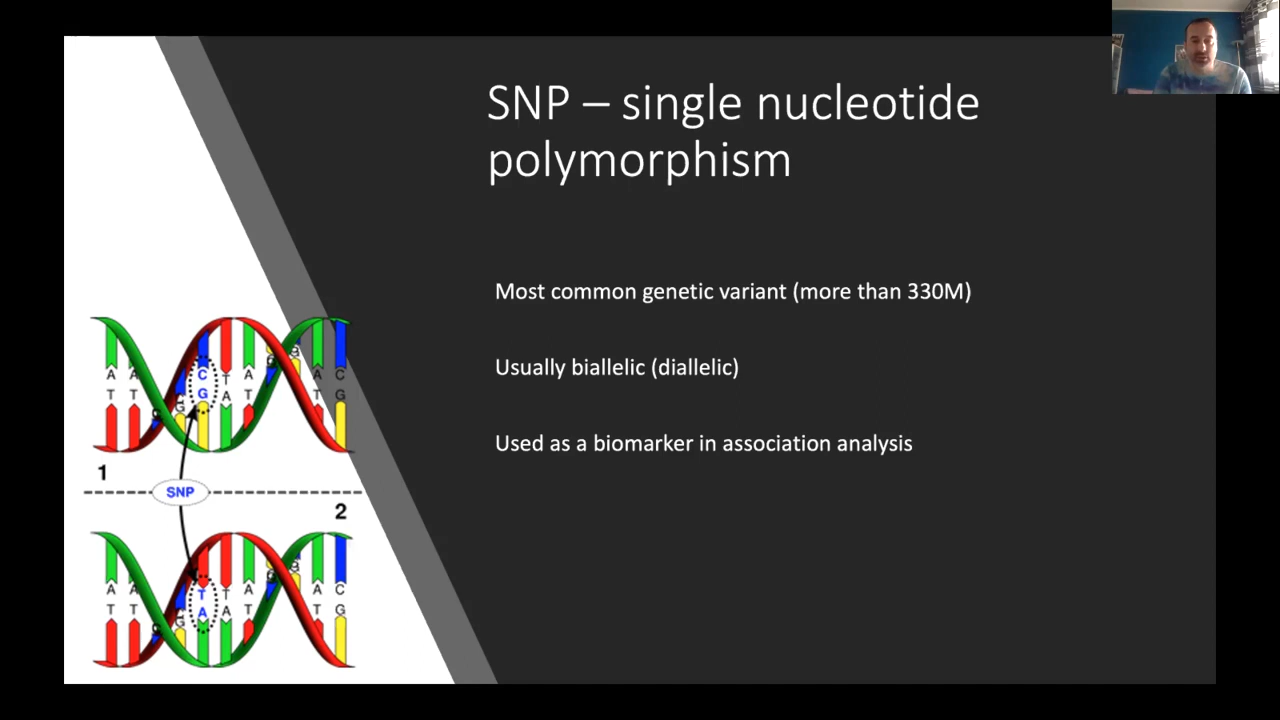 SNP – single nucleotide
polymorphism
Most common genetic variant (more than 330M)
Usually biallelic (diallelic)
Used as a biomarker in association analysis
A A G C T A A C
T T G A T T G
1
SNP
2
A A T T A A C
T T G A A T T G